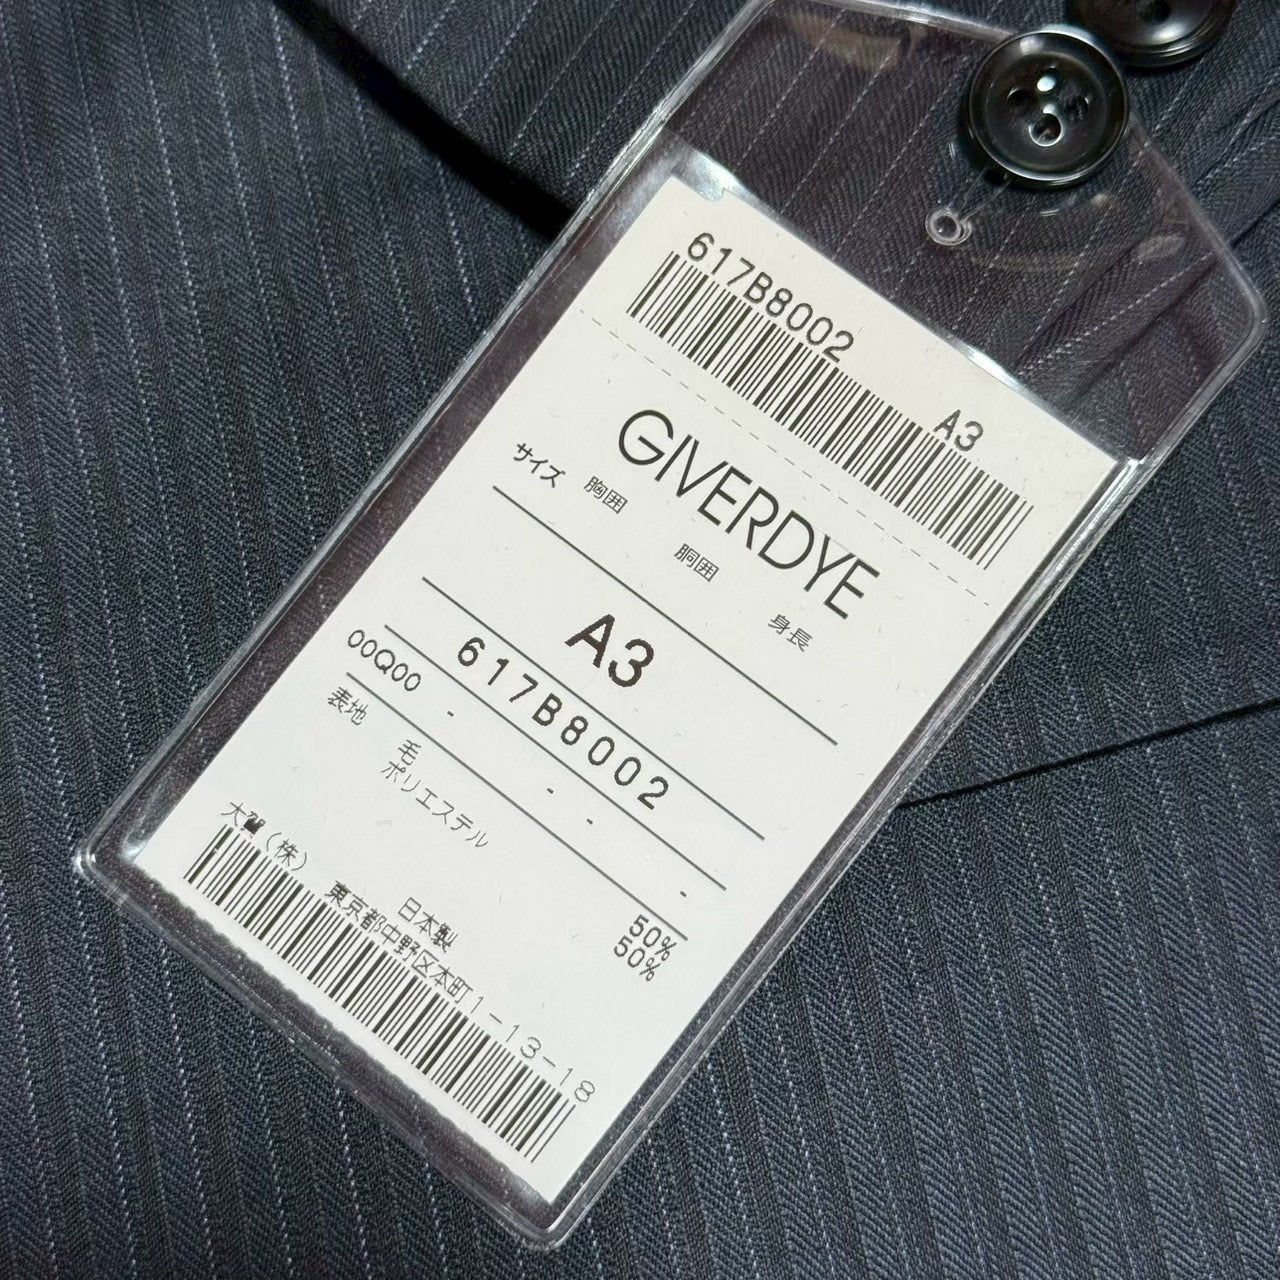 617B8002
A3
GIVERDYE
サイズ 胸囲 胴囲 身長
A3
617B8002
00Q00 - - - -
表地 毛 50%
ポリエステル 50%
日本製
大賀(株) 東京都中野区本町1-13-18